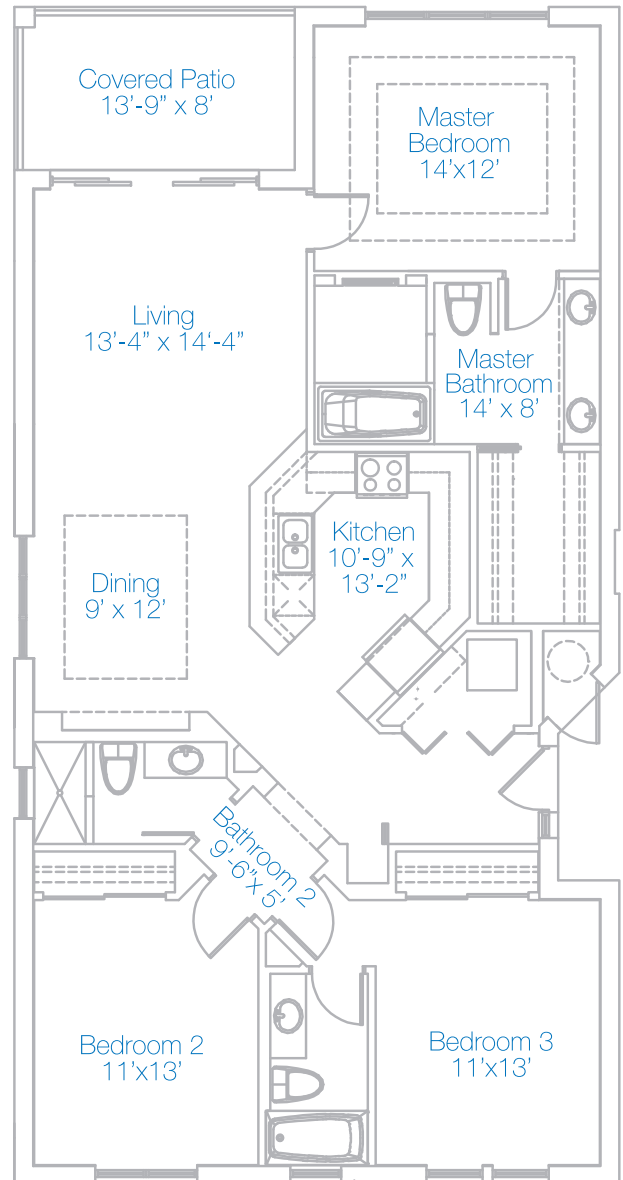 Covered Patio
13'-9" x 8'
Master
Bedroom
14'x12'
Living
13'-4" x 14'-4"
Master
Bathroom
14' x 8'
Kitchen
10'-9" x
13'-2"
Dining
9' x 12'
Bathroom 2
9'-6"x 5'
Bedroom 2
11'x13'
Bedroom 3
11'x13'